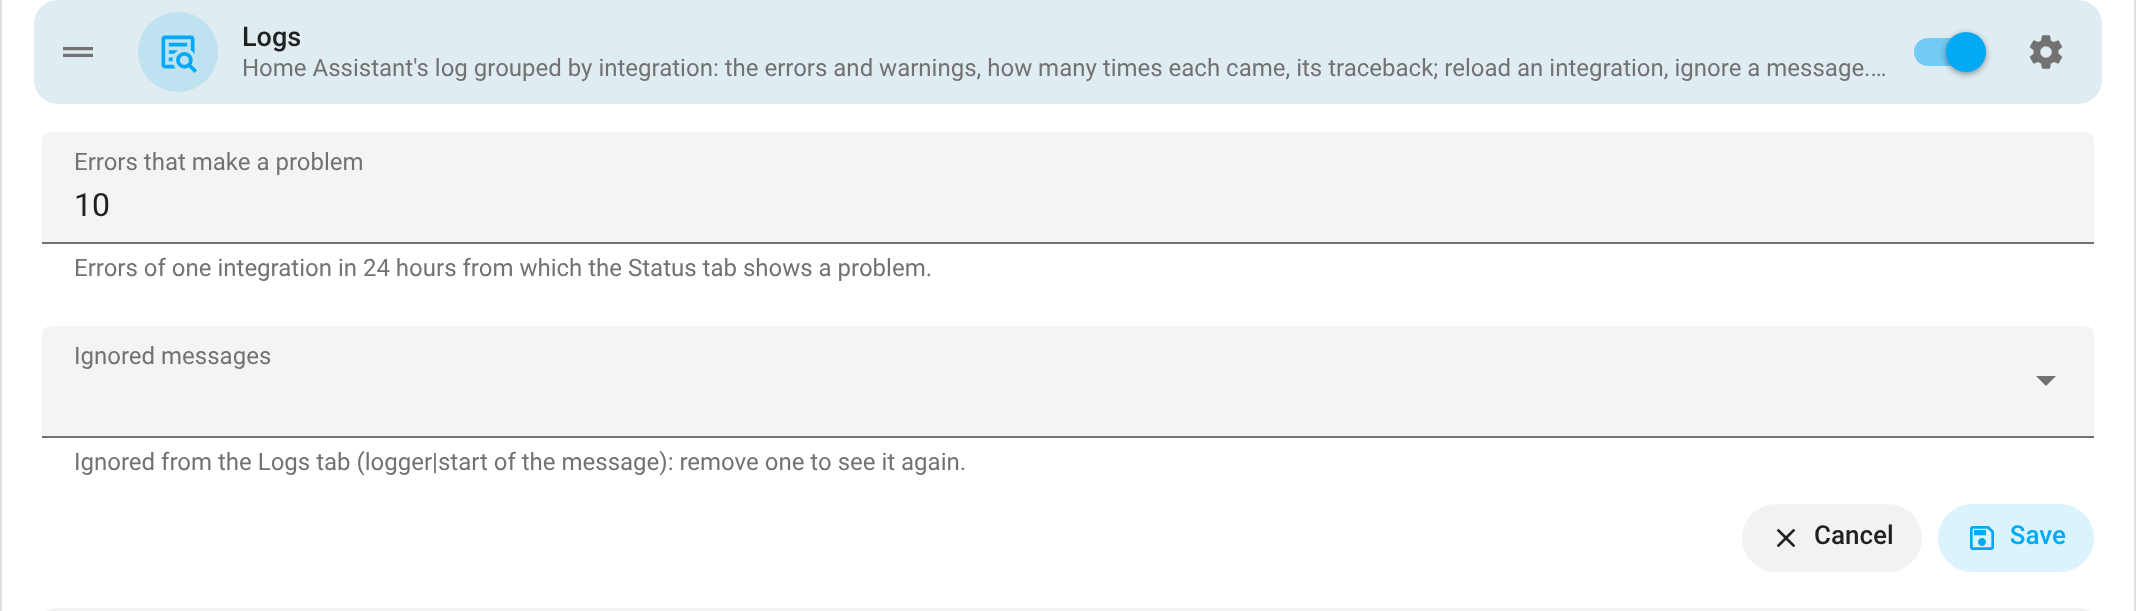 Logs
Home Assistant's log grouped by integration: the errors and warnings, how many times each came, its traceback; reload an integration, ignore a message....
Errors that make a problem
10
Errors of one integration in 24 hours from which the Status tab shows a problem.
Ignored messages
Ignored from the Logs tab (logger|start of the message): remove one to see it again.
Cancel
Save